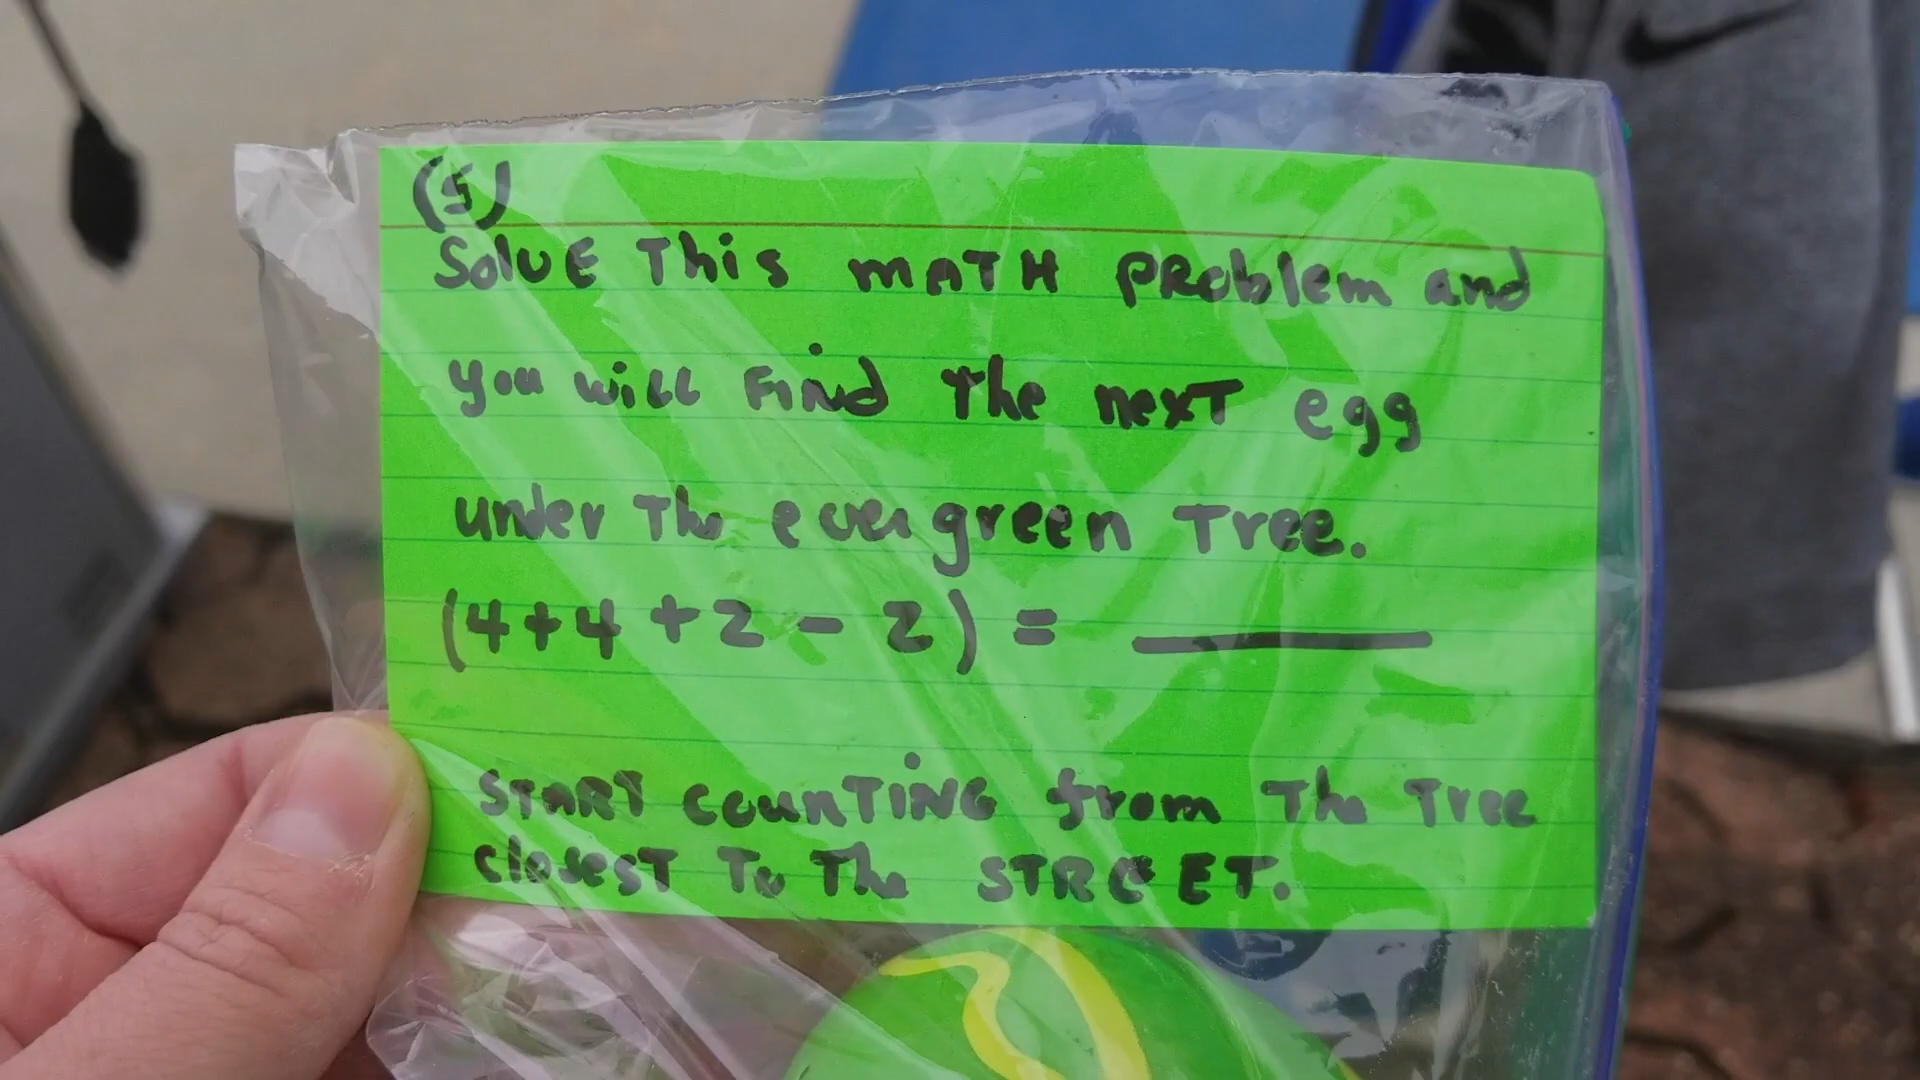 (5)
SOLVE This MATH PROblem and
you will Find The nexT egg
under The evergreen Tree.
(4+4+2-2) = ______
START COUNTiNG from The Tree
closesT To The STREET.